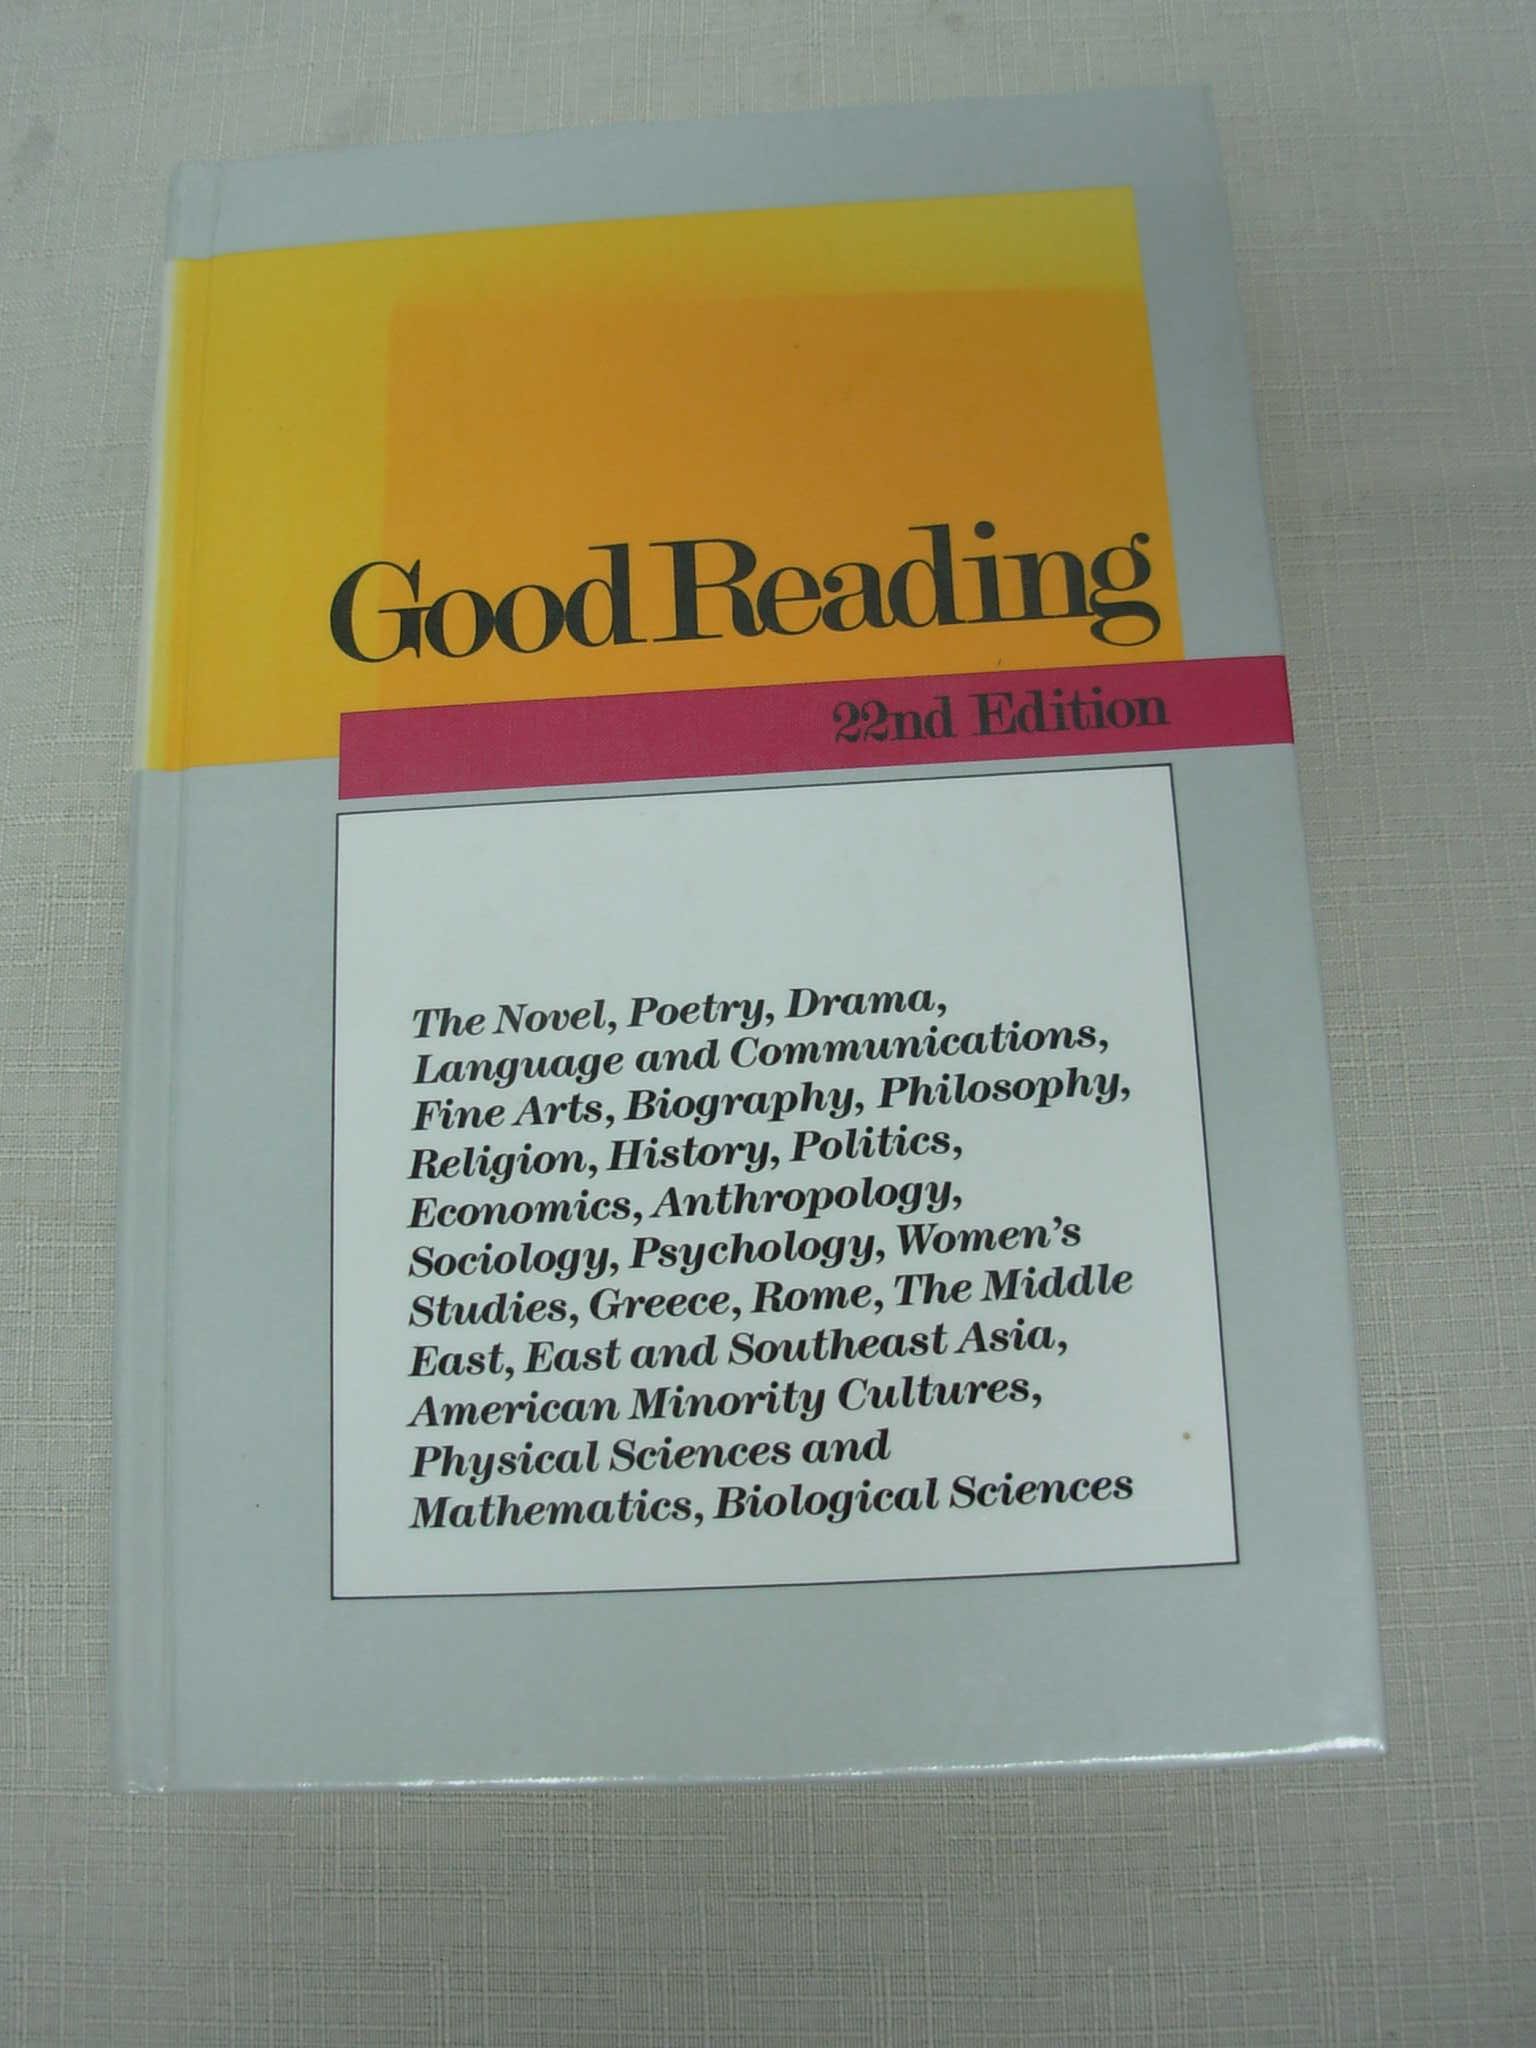 Good Reading
22nd Edition
The Novel, Poetry, Drama,
Language and Communications,
Fine Arts, Biography, Philosophy,
Religion, History, Politics,
Economics, Anthropology,
Sociology, Psychology, Women's
Studies, Greece, Rome, The Middle
East, East and Southeast Asia,
American Minority Cultures,
Physical Sciences and
Mathematics, Biological Sciences